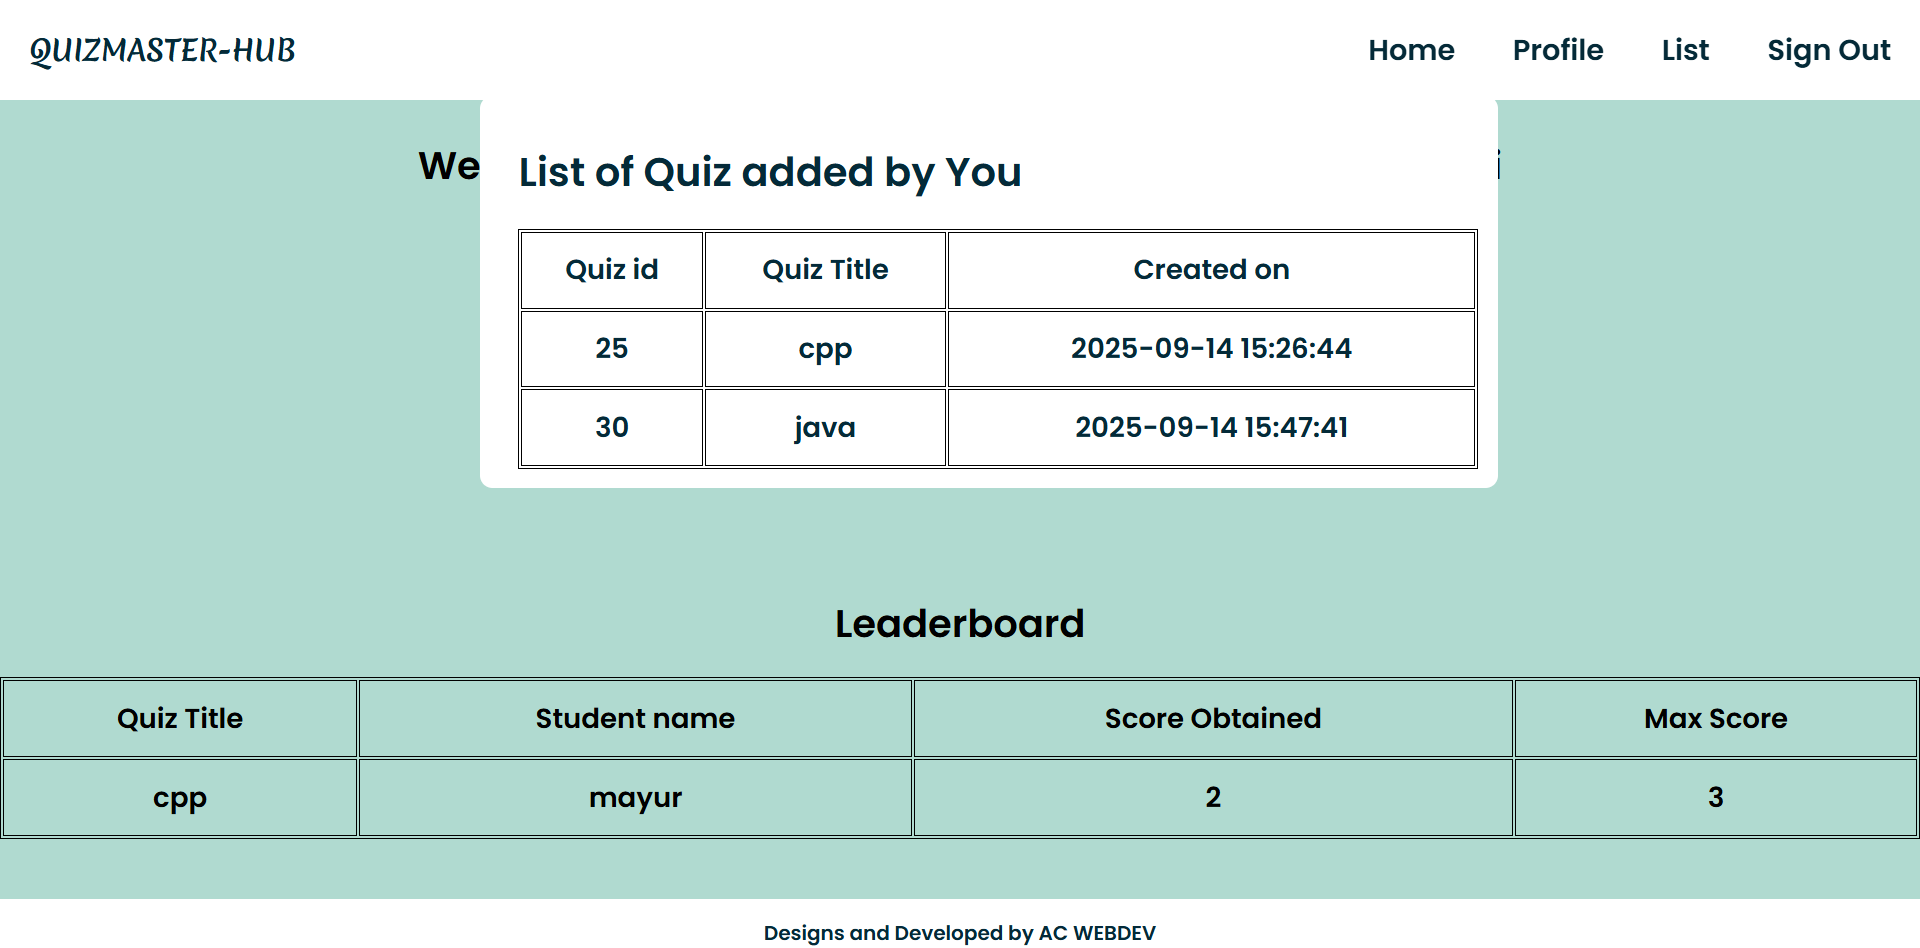 QUIZMASTER-HUB
Home Profile List Sign Out
List of Quiz added by You
Quiz id Quiz Title Created on
25 cpp 2025-09-14 15:26:44
30 java 2025-09-14 15:47:41
Leaderboard
Quiz Title Student name Score Obtained Max Score
cpp mayur 2 3
Designs and Developed by AC WEBDEV